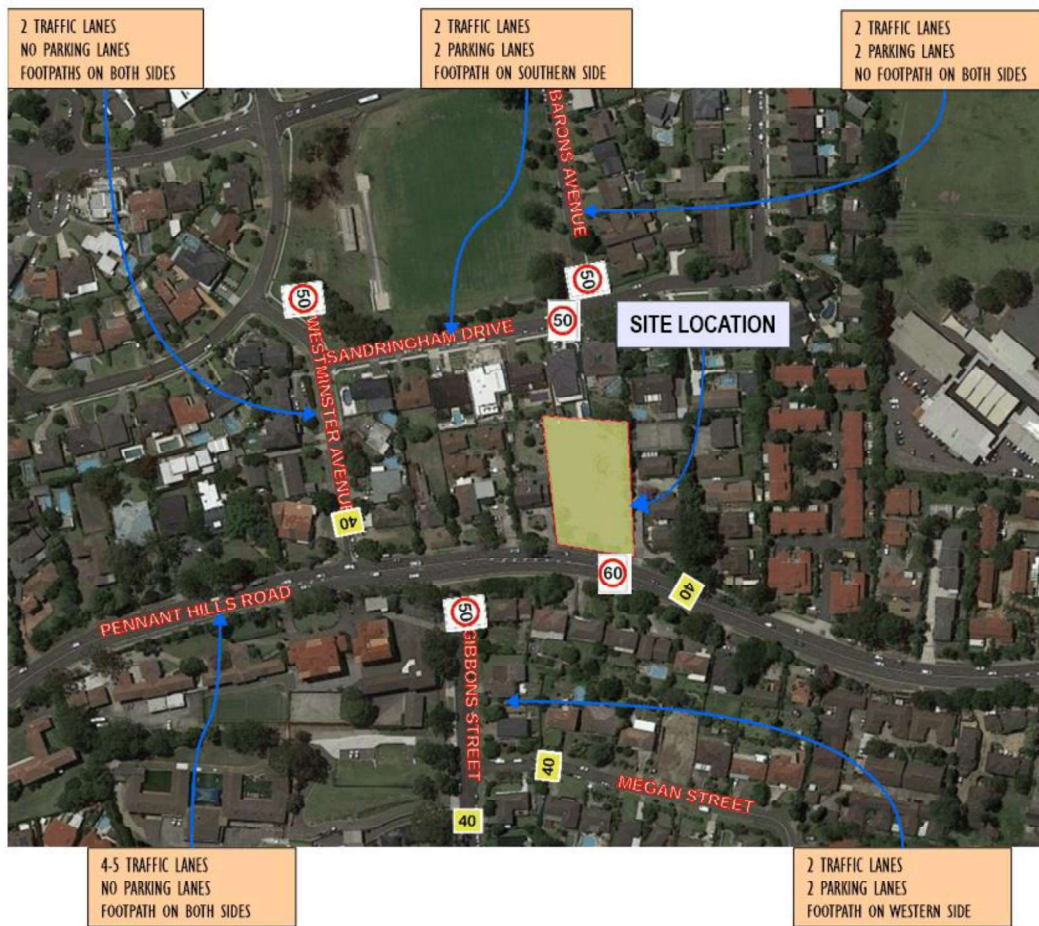 2 TRAFFIC LANES
NO PARKING LANES
FOOTPATHS ON BOTH SIDES
2 TRAFFIC LANES
2 PARKING LANES
FOOTPATH ON SOUTHERN SIDE
2 TRAFFIC LANES
2 PARKING LANES
NO FOOTPATH ON BOTH SIDES
BARONS AVENUE
50
50
50
SITE LOCATION
SANDRINGHAM DRIVE
WESTMINSTER AVENUE
40
60
40
PENNANT HILLS ROAD
50
GIBBONS STREET
40
MEGAN STREET
40
4-5 TRAFFIC LANES
NO PARKING LANES
FOOTPATH ON BOTH SIDES
2 TRAFFIC LANES
2 PARKING LANES
FOOTPATH ON WESTERN SIDE